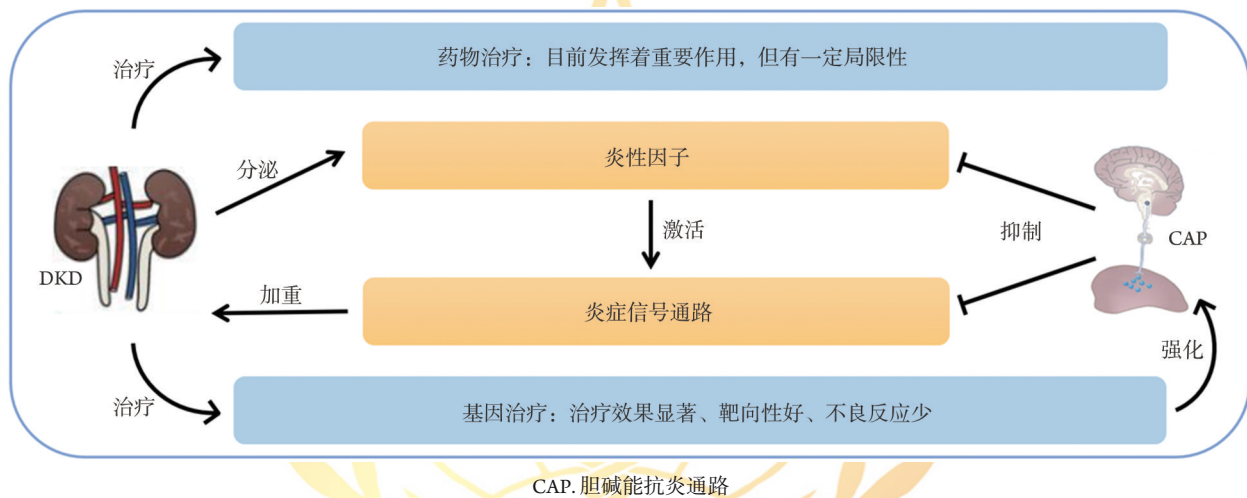 药物治疗：目前发挥着重要作用，但有一定局限性
治疗
炎性因子
分泌
激活
抑制
CAP
DKD
加重
炎症信号通路
强化
治疗
基因治疗：治疗效果显著、靶向性好、不良反应少
CAP. 胆碱能抗炎通路